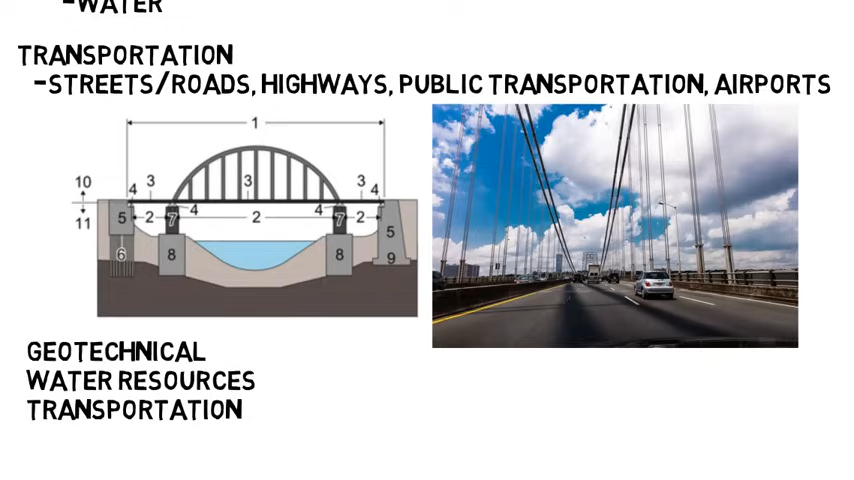 -WATER
TRANSPORTATION
-STREETS/ROADS, HIGHWAYS, PUBLIC TRANSPORTATION, AIRPORTS
1
10
11
4 3 3 3 4
5 2 7 4 2 4 7 2 5
6 8 8 9
GEOTECHNICAL
WATER RESOURCES
TRANSPORTATION